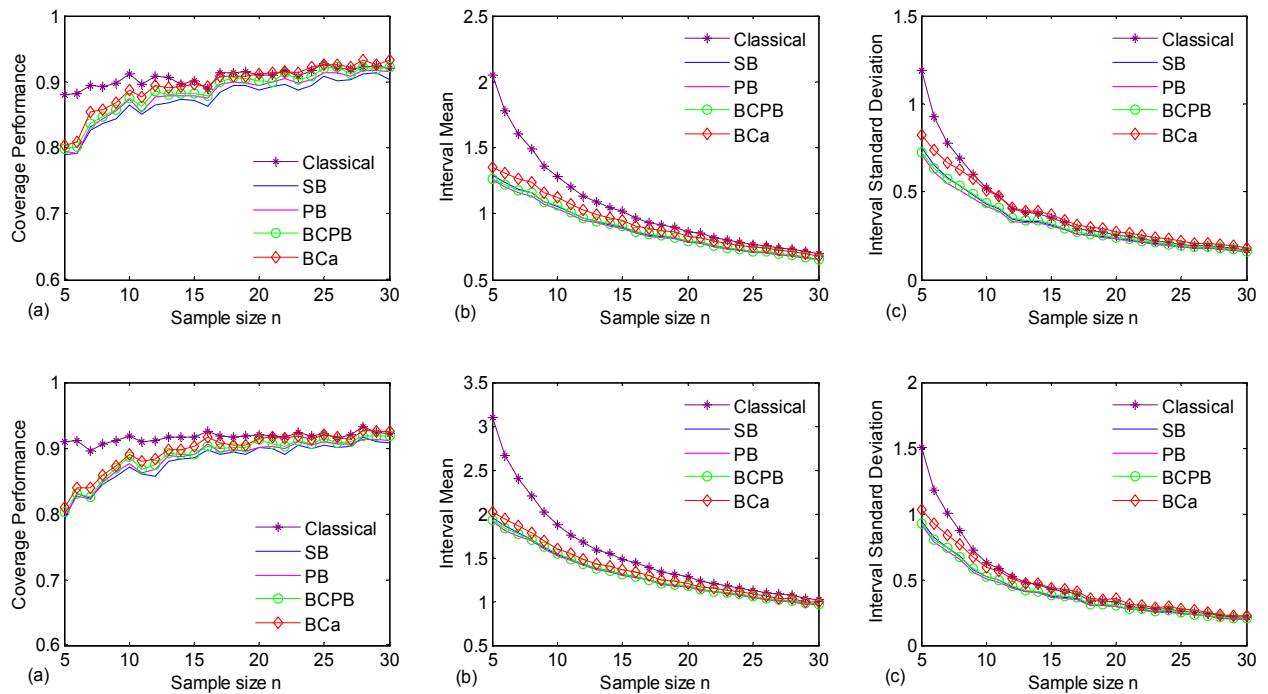 Coverage Performance
1
0.9
0.8
0.7
0.6
5 10 15 20 25 30
Sample size n
(a)
Classical
SB
PB
BCPB
BCa
Interval Mean
2.5
2
1.5
1
0.5
5 10 15 20 25 30
Sample size n
(b)
Classical
SB
PB
BCPB
BCa
Interval Standard Deviation
1.5
1
0.5
0
5 10 15 20 25 30
Sample size n
(c)
Classical
SB
PB
BCPB
BCa
Coverage Performance
1
0.9
0.8
0.7
0.6
5 10 15 20 25 30
Sample size n
(a)
Classical
SB
PB
BCPB
BCa
Interval Mean
3.5
3
2.5
2
1.5
1
0.5
5 10 15 20 25 30
Sample size n
(b)
Classical
SB
PB
BCPB
BCa
Interval Standard Deviation
2
1.5
1
0.5
0
5 10 15 20 25 30
Sample size n
(c)
Classical
SB
PB
BCPB
BCa